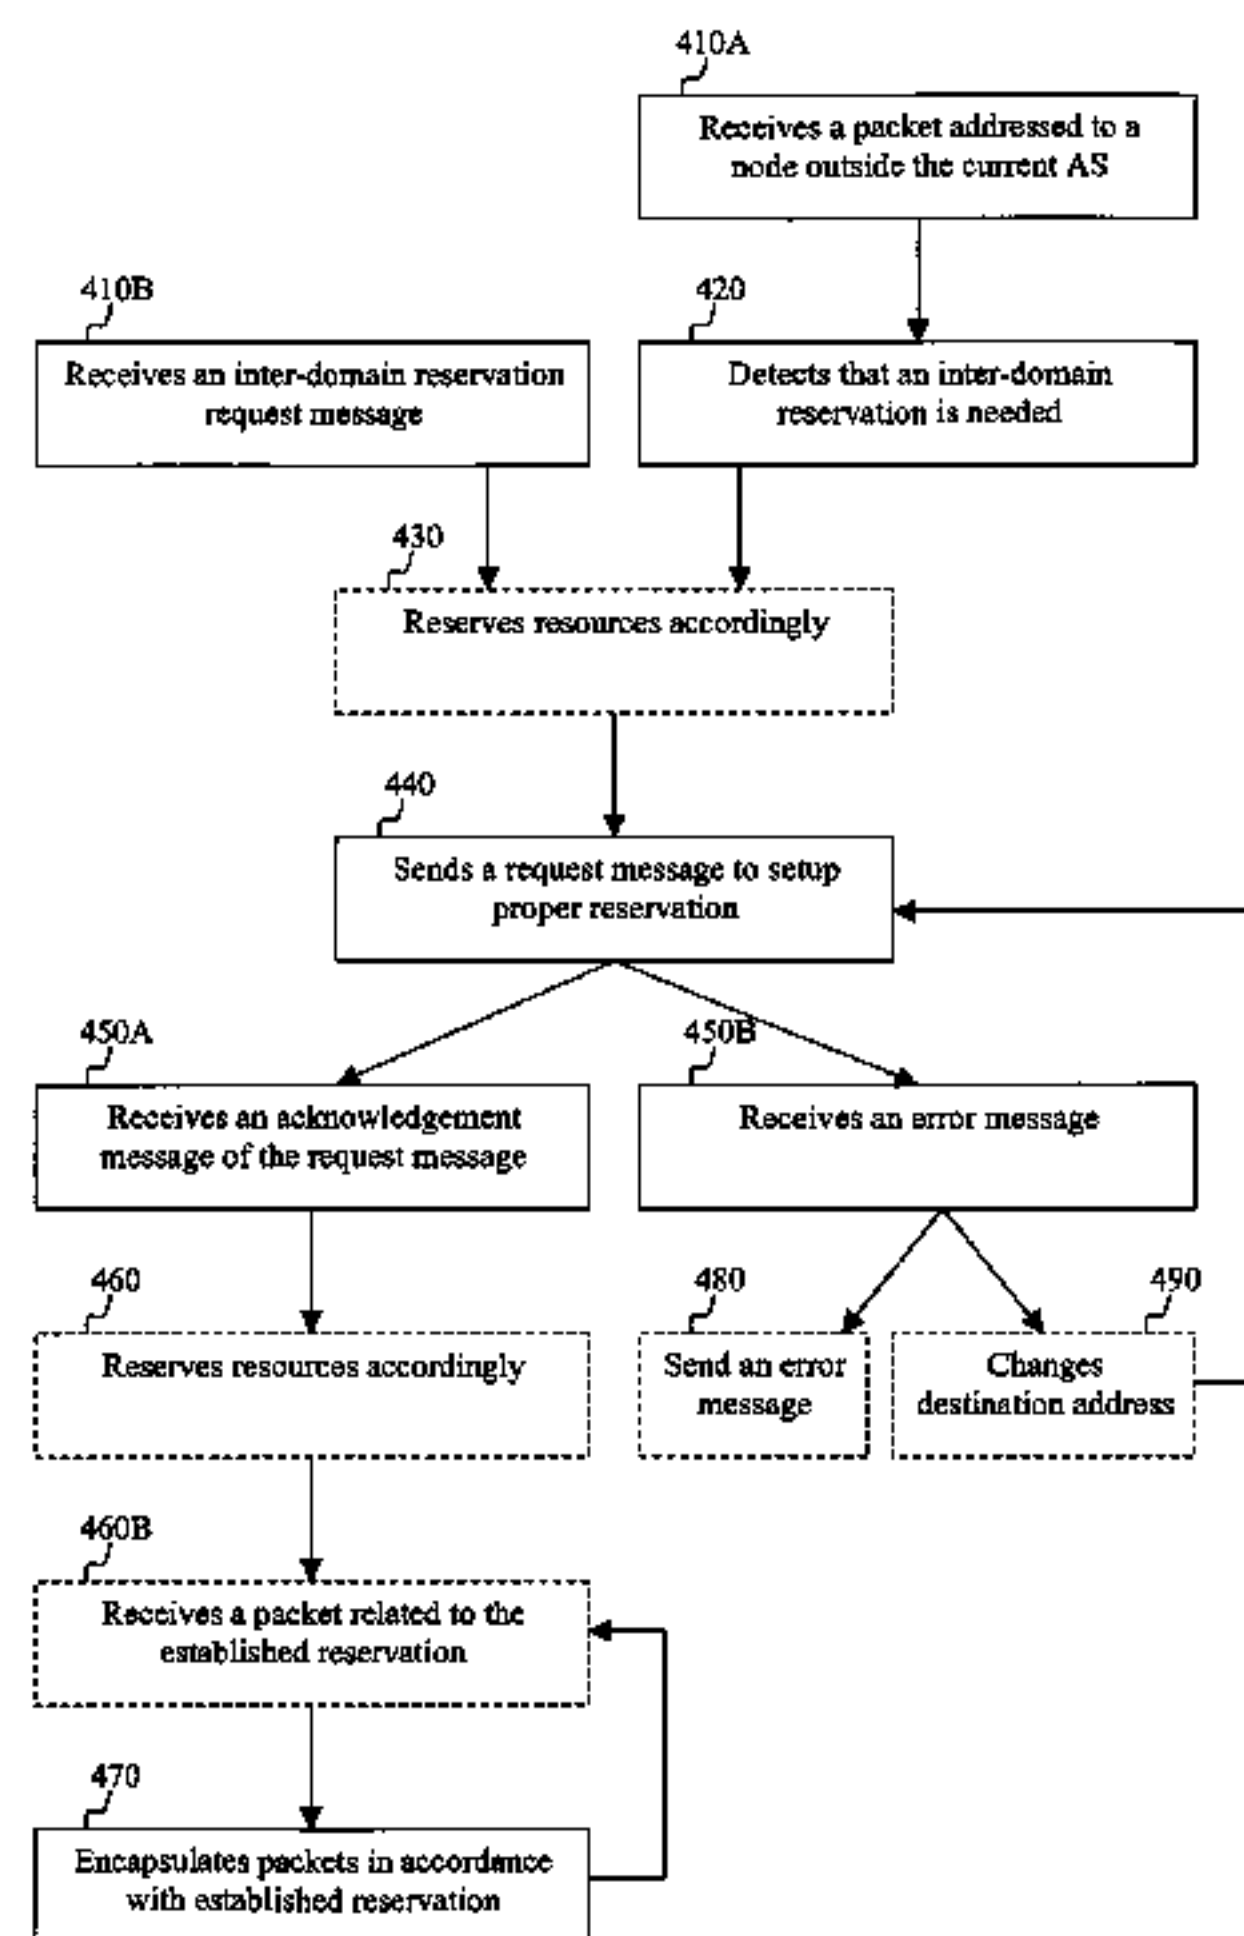 410A
Receives a packet addressed to a
node outside the current AS
410B
Receives an inter-domain reservation
request message
420
Detects that an inter-domain
reservation is needed
430
Reserves resources accordingly
440
Sends a request message to setup
proper reservation
450A
Receives an acknowledgement
message of the request message
450B
Receives an error message
460
Reserves resources accordingly
480
Send an error
message
490
Changes
destination address
460B
Receives a packet related to the
established reservation
470
Encapsulates packets in accordance
with established reservation